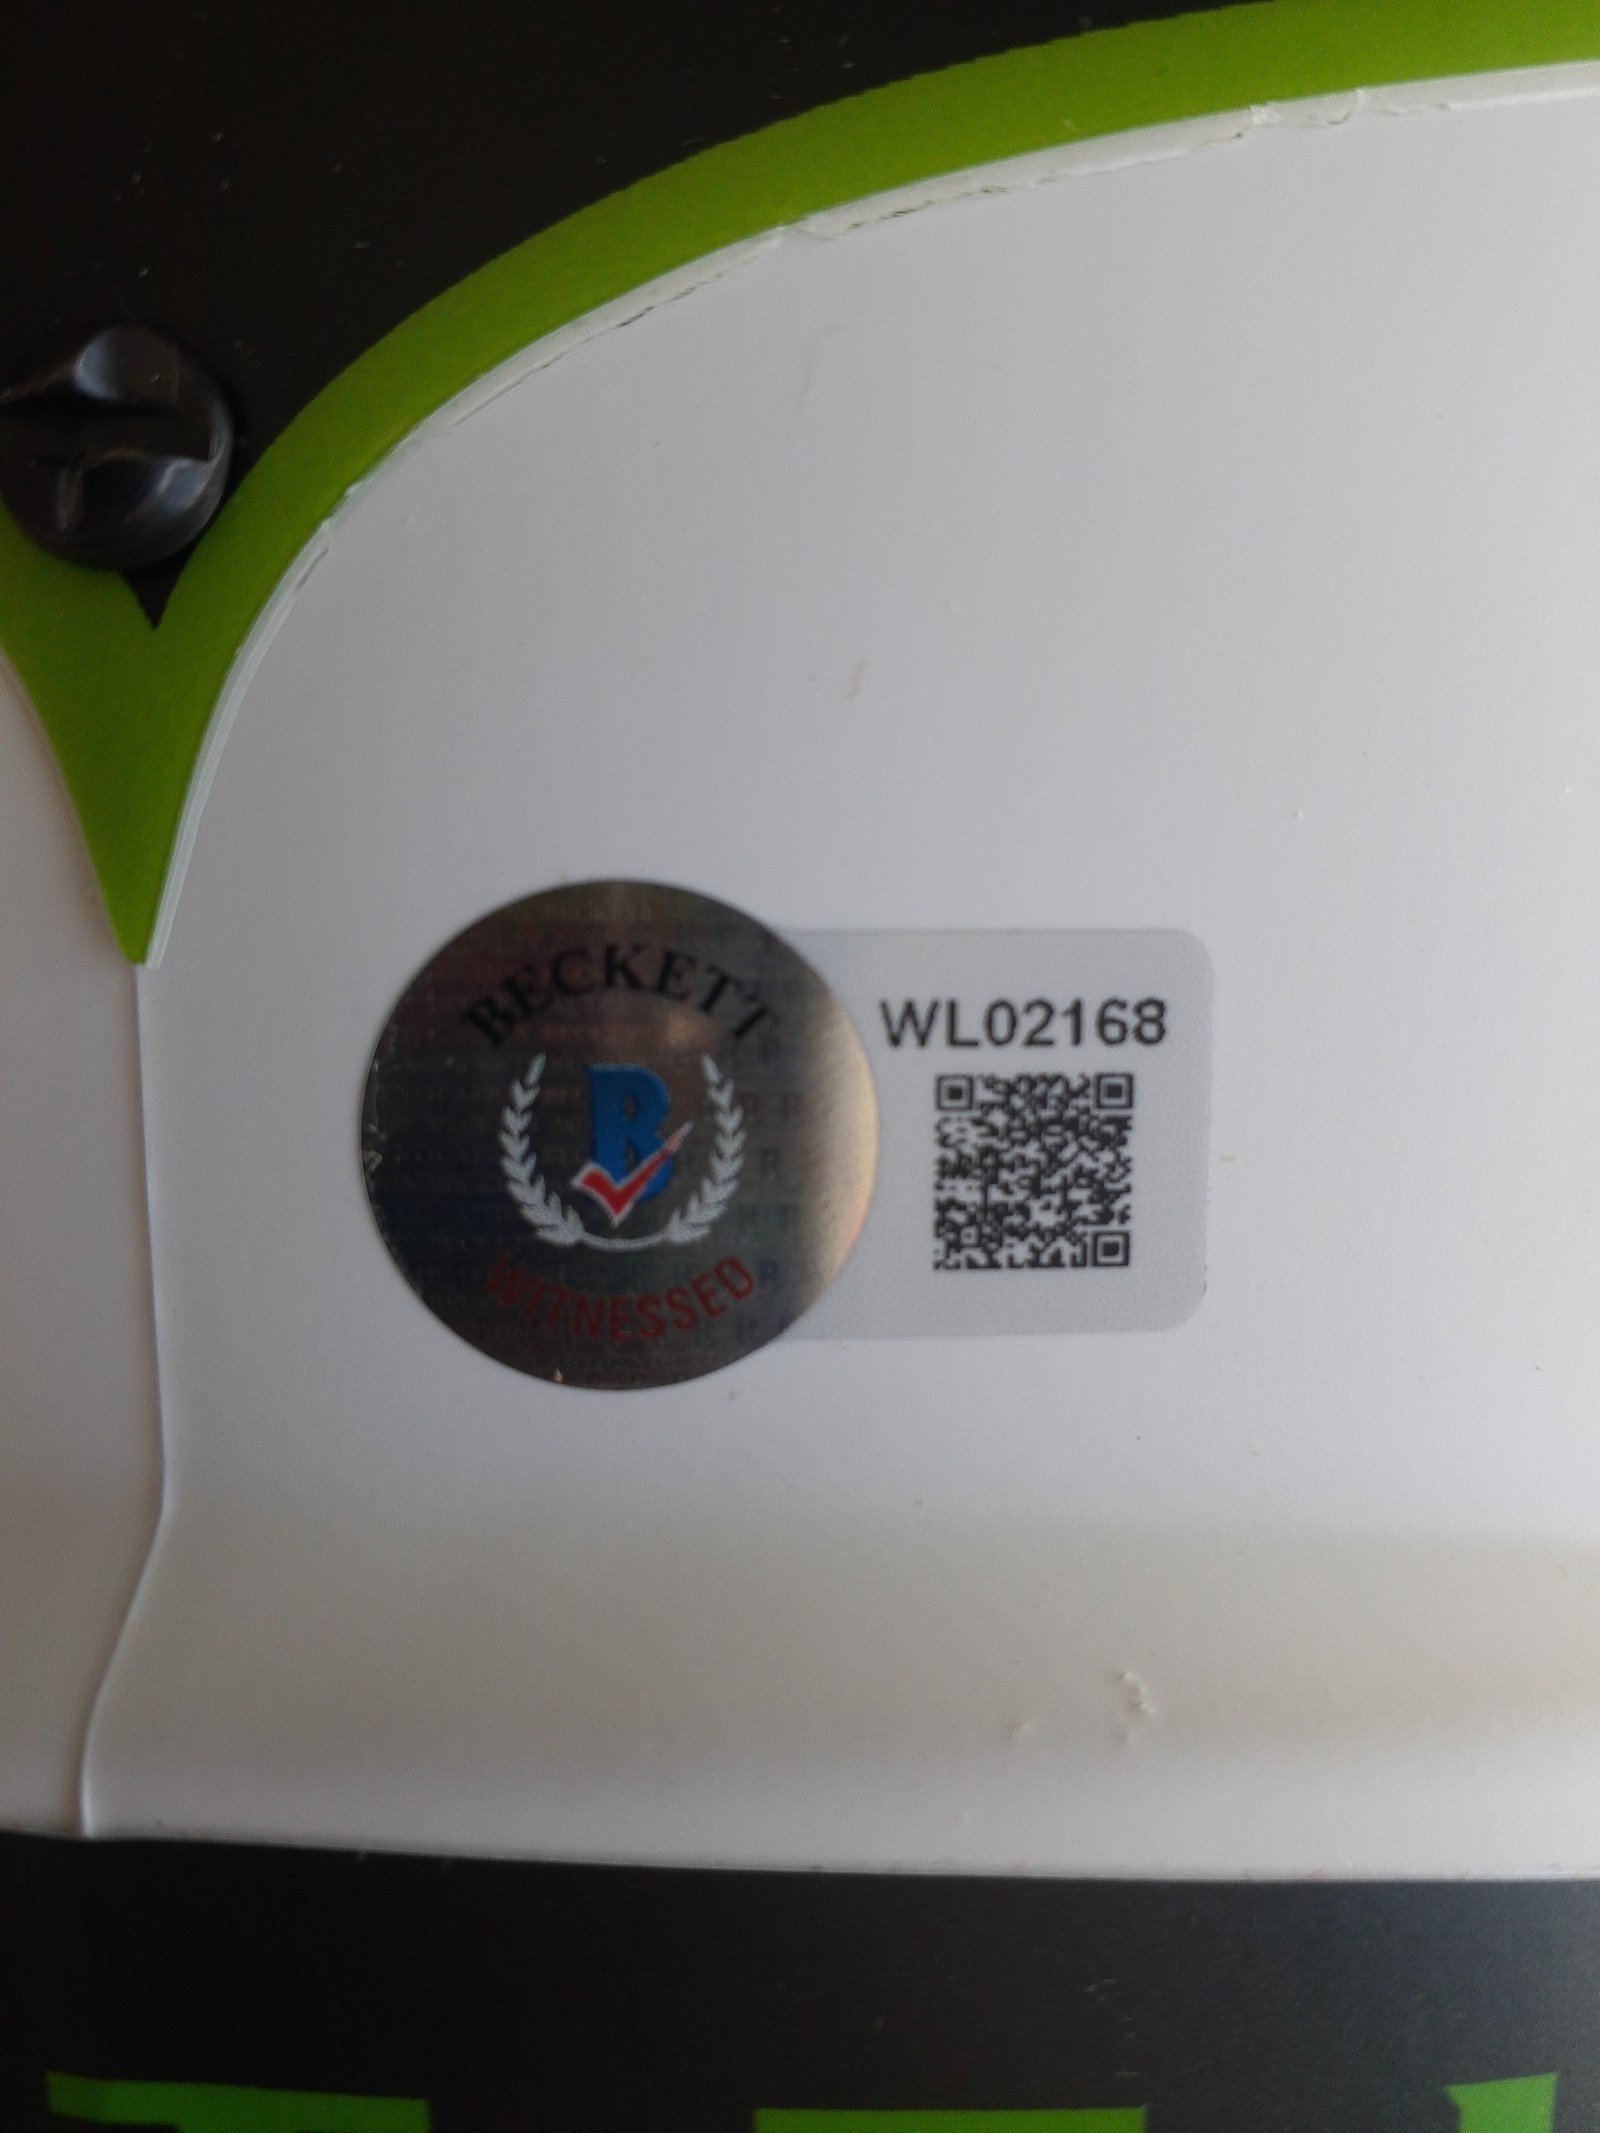 BECKETT
B
WITNESSED
WL02168